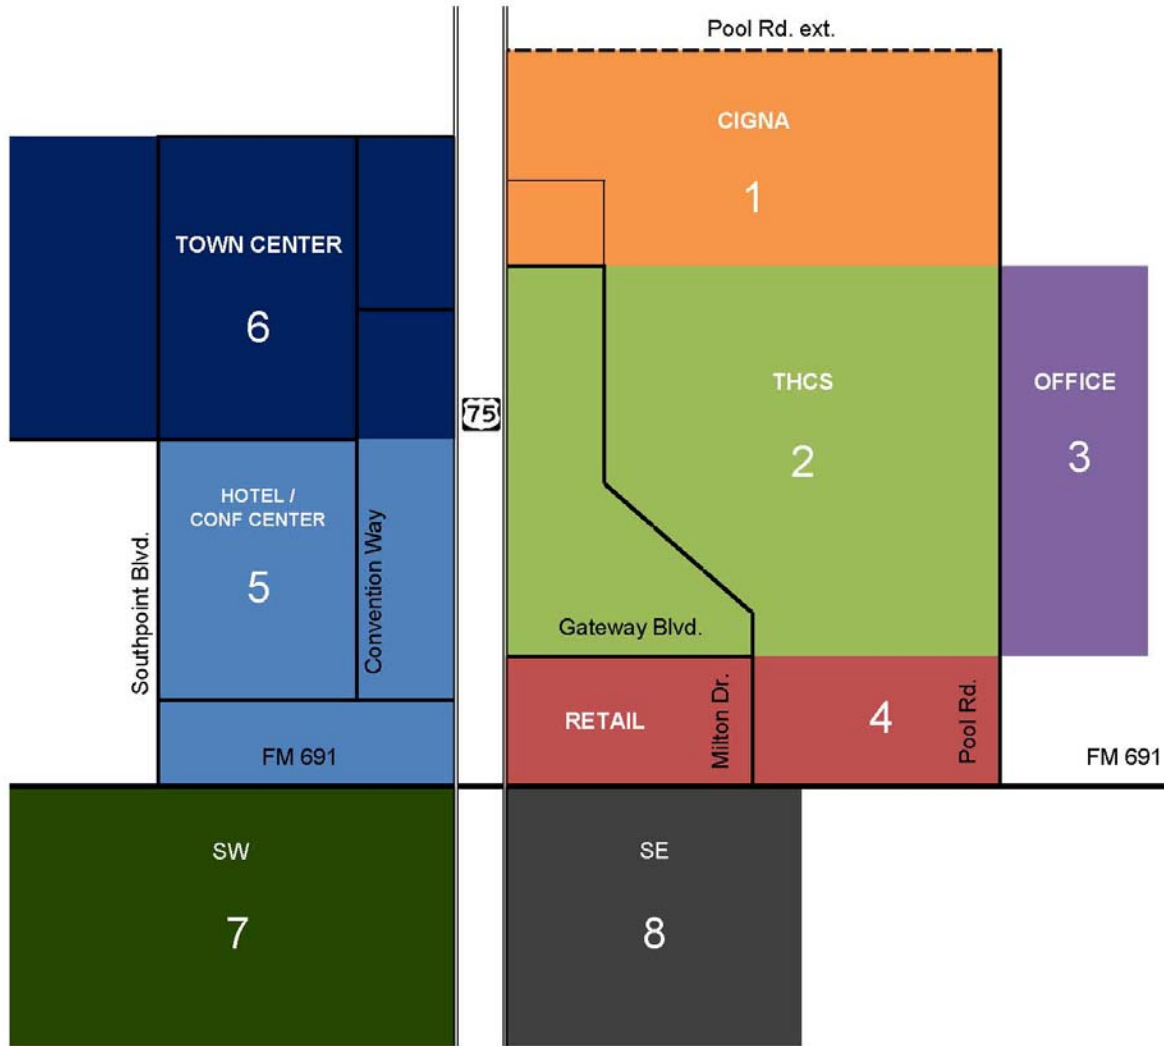 Pool Rd. ext.
CIGNA
1
TOWN CENTER
6
75
THCS
2
OFFICE
3
HOTEL /
CONF CENTER
5
Southpoint Blvd.
Convention Way
Gateway Blvd.
RETAIL
Milton Dr.
4
Pool Rd.
FM 691
FM 691
SW
7
SE
8